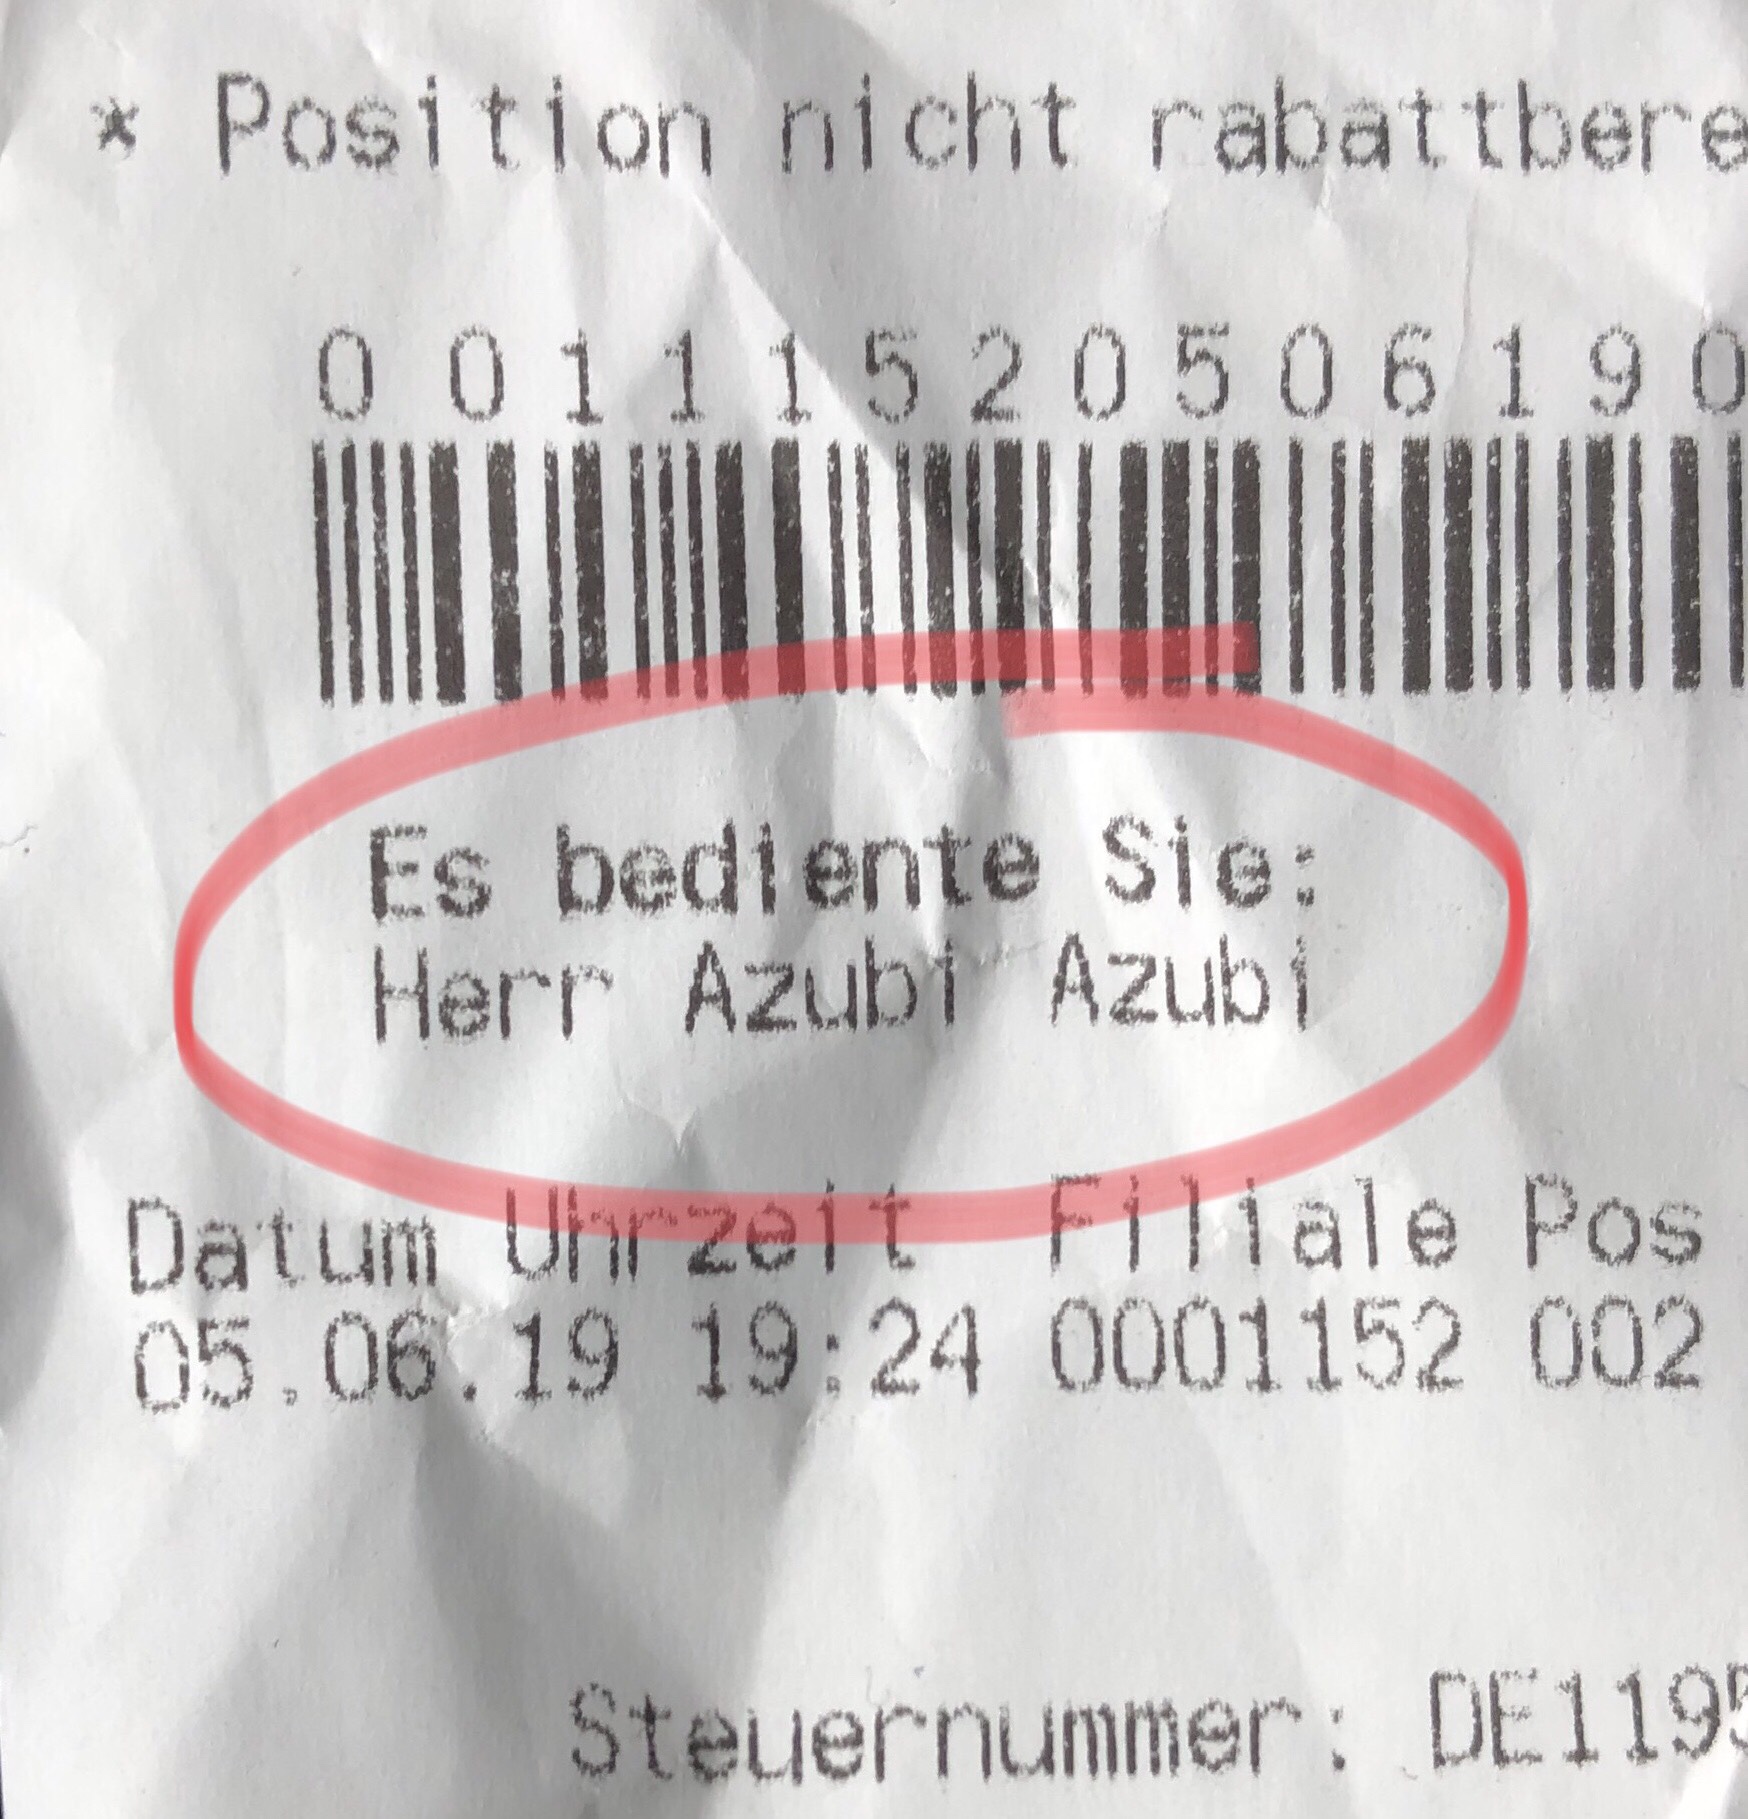 * Position nicht rabattbere
0 0 1 1 1 5 2 0 5 0 6 1 9 0
Es bediente Sie:
Herr Azubi Azubi
Datum Uhrzeit Filiale Pos
05.06.19 19:24 0001152 002
Steuernummer: DE1195